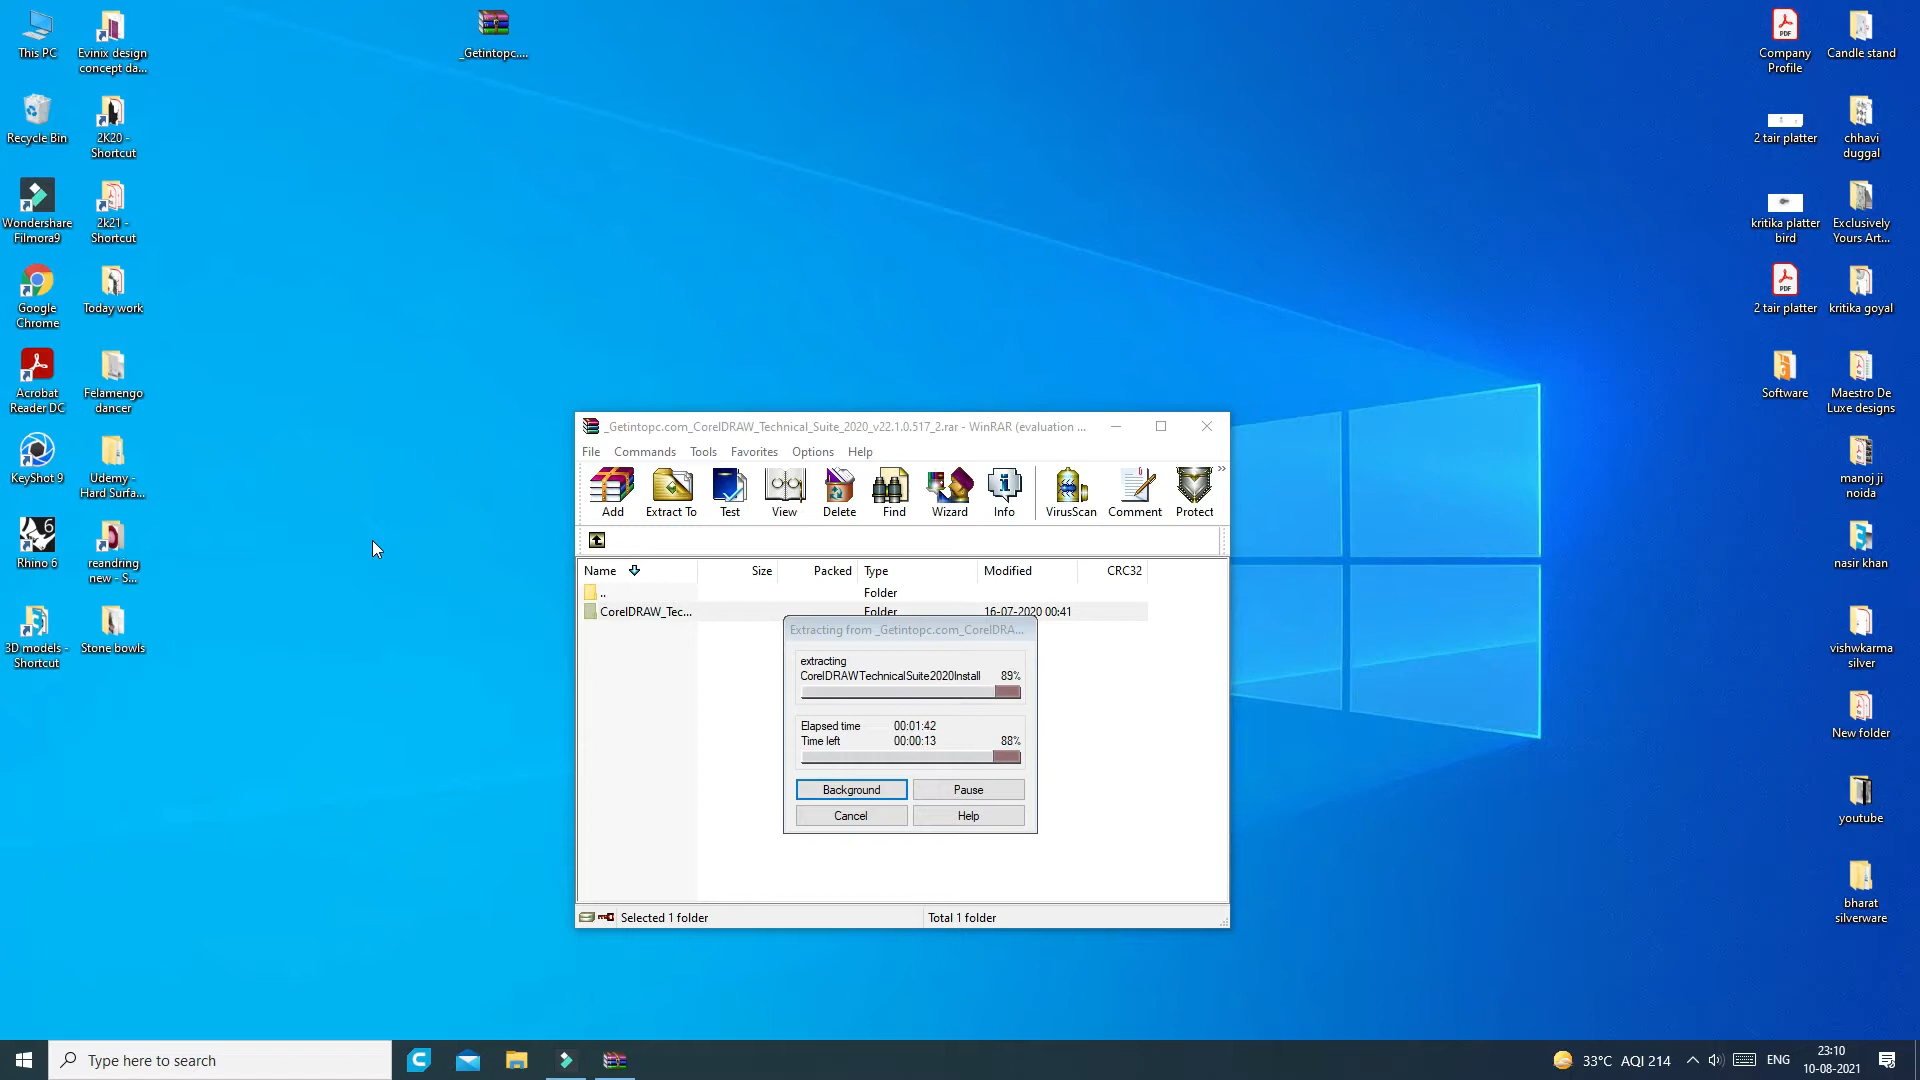 This PC
Evinix design
concept da...
Recycle Bin
2K20 -
Shortcut
Wondershare
Filmora9
2k21 -
Shortcut
Google
Chrome
Today work
Acrobat
Reader DC
Felamengo
dancer
KeyShot 9
Udemy -
Hard Surfa...
6
Rhino 6
reandring
new - S...
3D models -
Shortcut
Stone bowls
_Getintopc....
PDF
Company
Profile
Candle stand
2 tair platter
chhavi
duggal
kritika platter
bird
Exclusively
Yours Art...
PDF
2 tair platter
kritika goyal
Software
Maestro De
Luxe designs
manoj ji
noida
nasir khan
vishwkarma
silver
New folder
youtube
bharat
silverware
_Getintopc.com_CorelDRAW_Technical_Suite_2020_v22.1.0.517_2.rar - WinRAR (evaluation ...
File Commands Tools Favorites Options Help
Add Extract To Test View Delete Find Wizard Info VirusScan Comment Protect
Name Size Packed Type Modified CRC32
.. Folder
CorelDRAW_Tec... Folder 16-07-2020 00:41
Extracting from _Getintopc.com_CorelDRA...
extracting
CorelDRAWTechnicalSuite2020Install 89%
Elapsed time 00:01:42
Time left 00:00:13 88%
Background Pause
Cancel Help
Selected 1 folder Total 1 folder
Type here to search
33°C AQI 214 ENG
23:10
10-08-2021